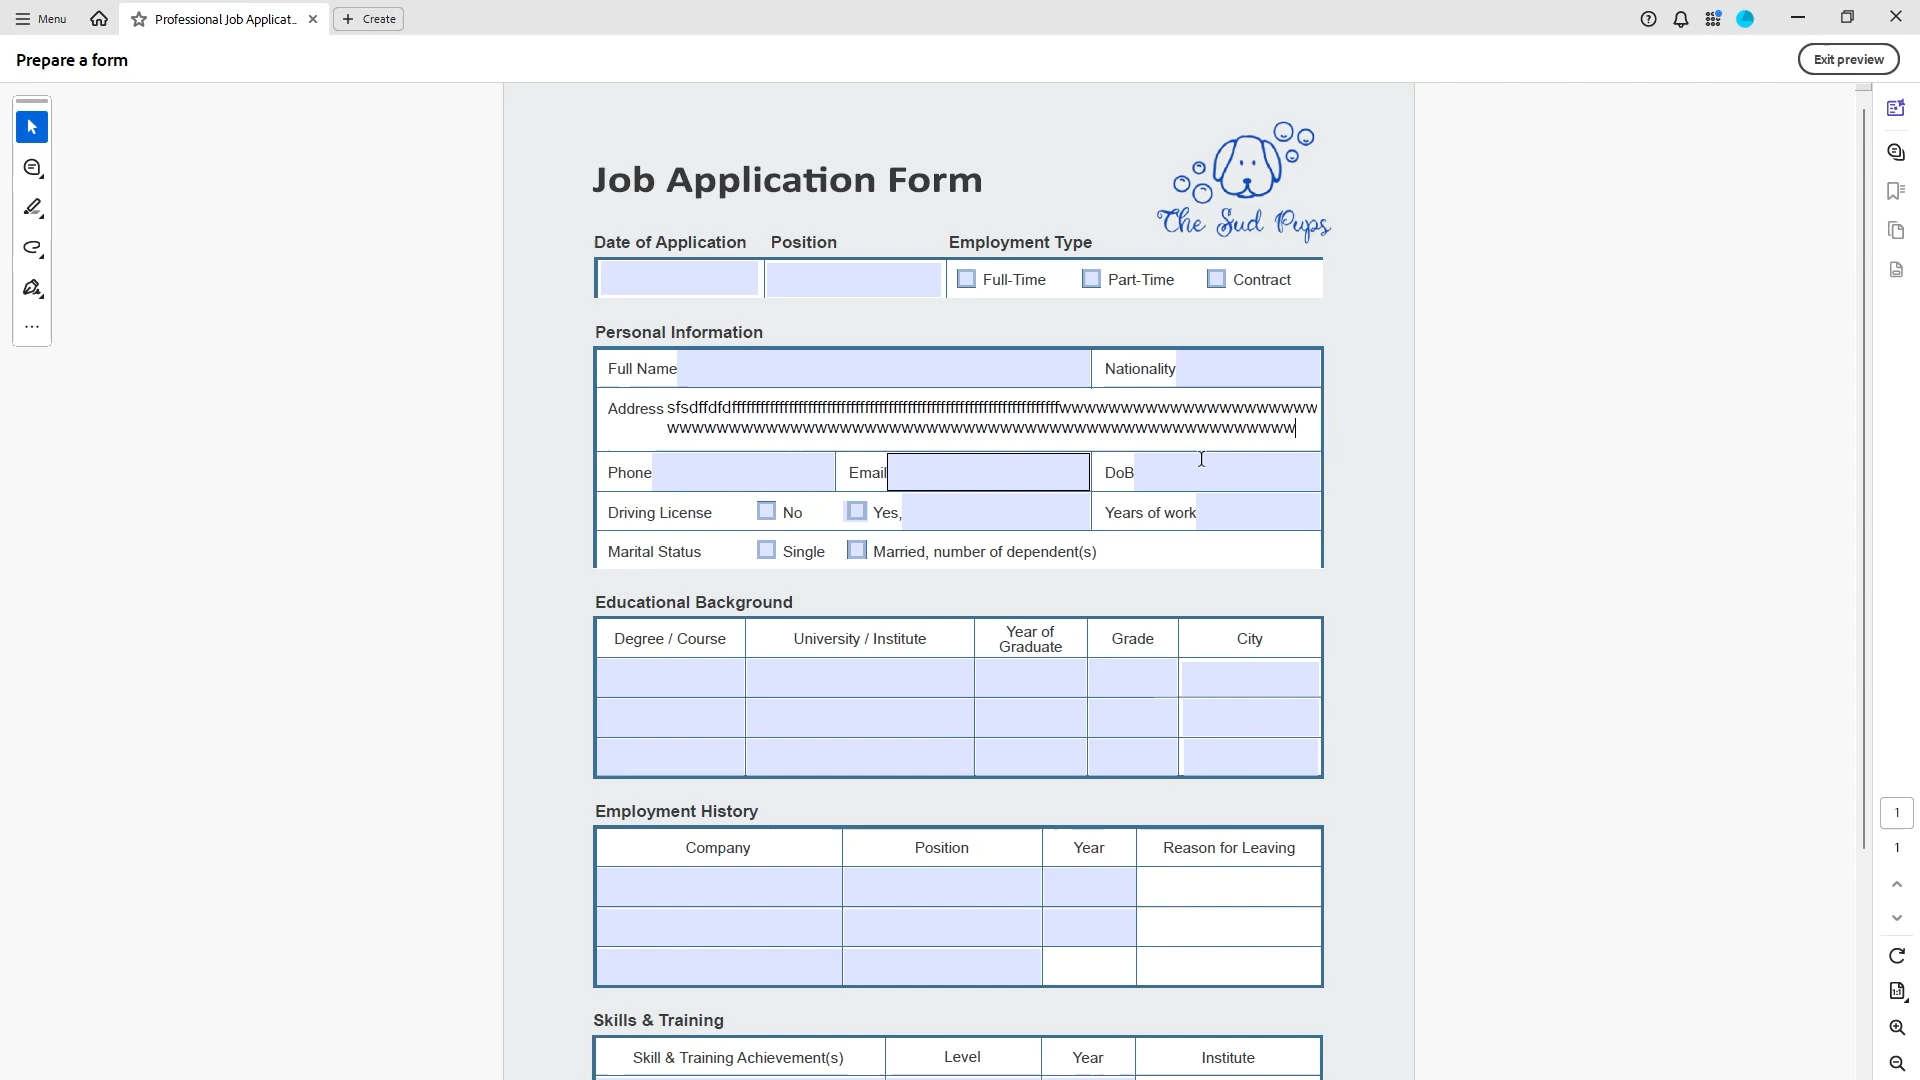 Menu
Professional Job Applicat..
Create
Prepare a form
Exit preview
Job Application Form
The Sud Pups
Date of Application Position Employment Type
Full-Time Part-Time Contract
Personal Information
Full Name Nationality
Address
Phone Email DoB
Driving License No Yes, Years of work
Marital Status Single Married, number of dependent(s)
Educational Background
Degree / Course University / Institute Year of Graduate Grade City
Employment History
Company Position Year Reason for Leaving
1
1
Skills & Training
Skill & Training Achievement(s) Level Year Institute